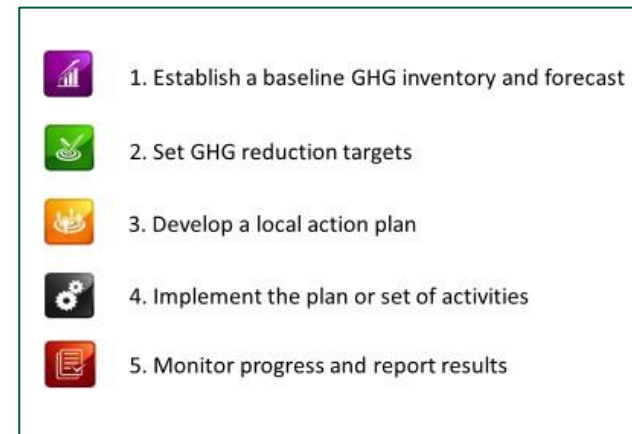 1. Establish a baseline GHG inventory and forecast
2. Set GHG reduction targets
3. Develop a local action plan
4. Implement the plan or set of activities
5. Monitor progress and report results